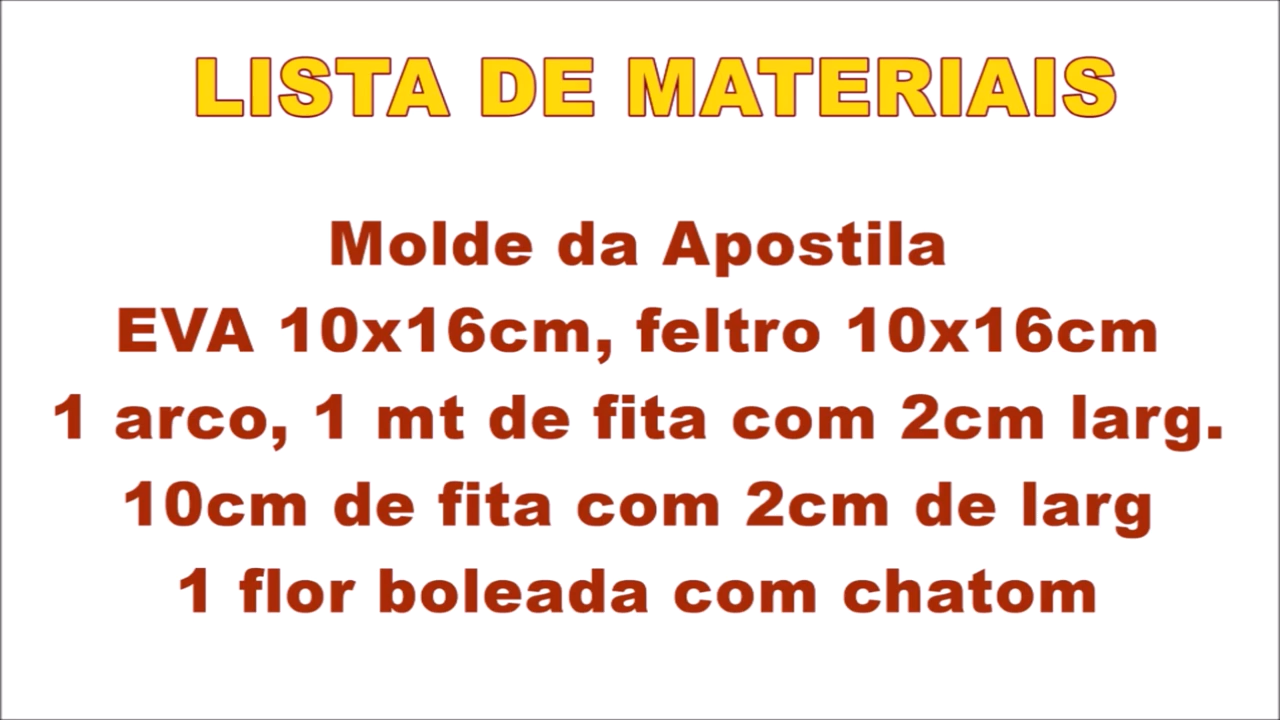 LISTA DE MATERIAIS
Molde da Apostila
EVA 10x16cm, feltro 10x16cm
1 arco, 1 mt de fita com 2cm larg.
10cm de fita com 2cm de larg
1 flor boleada com chatom